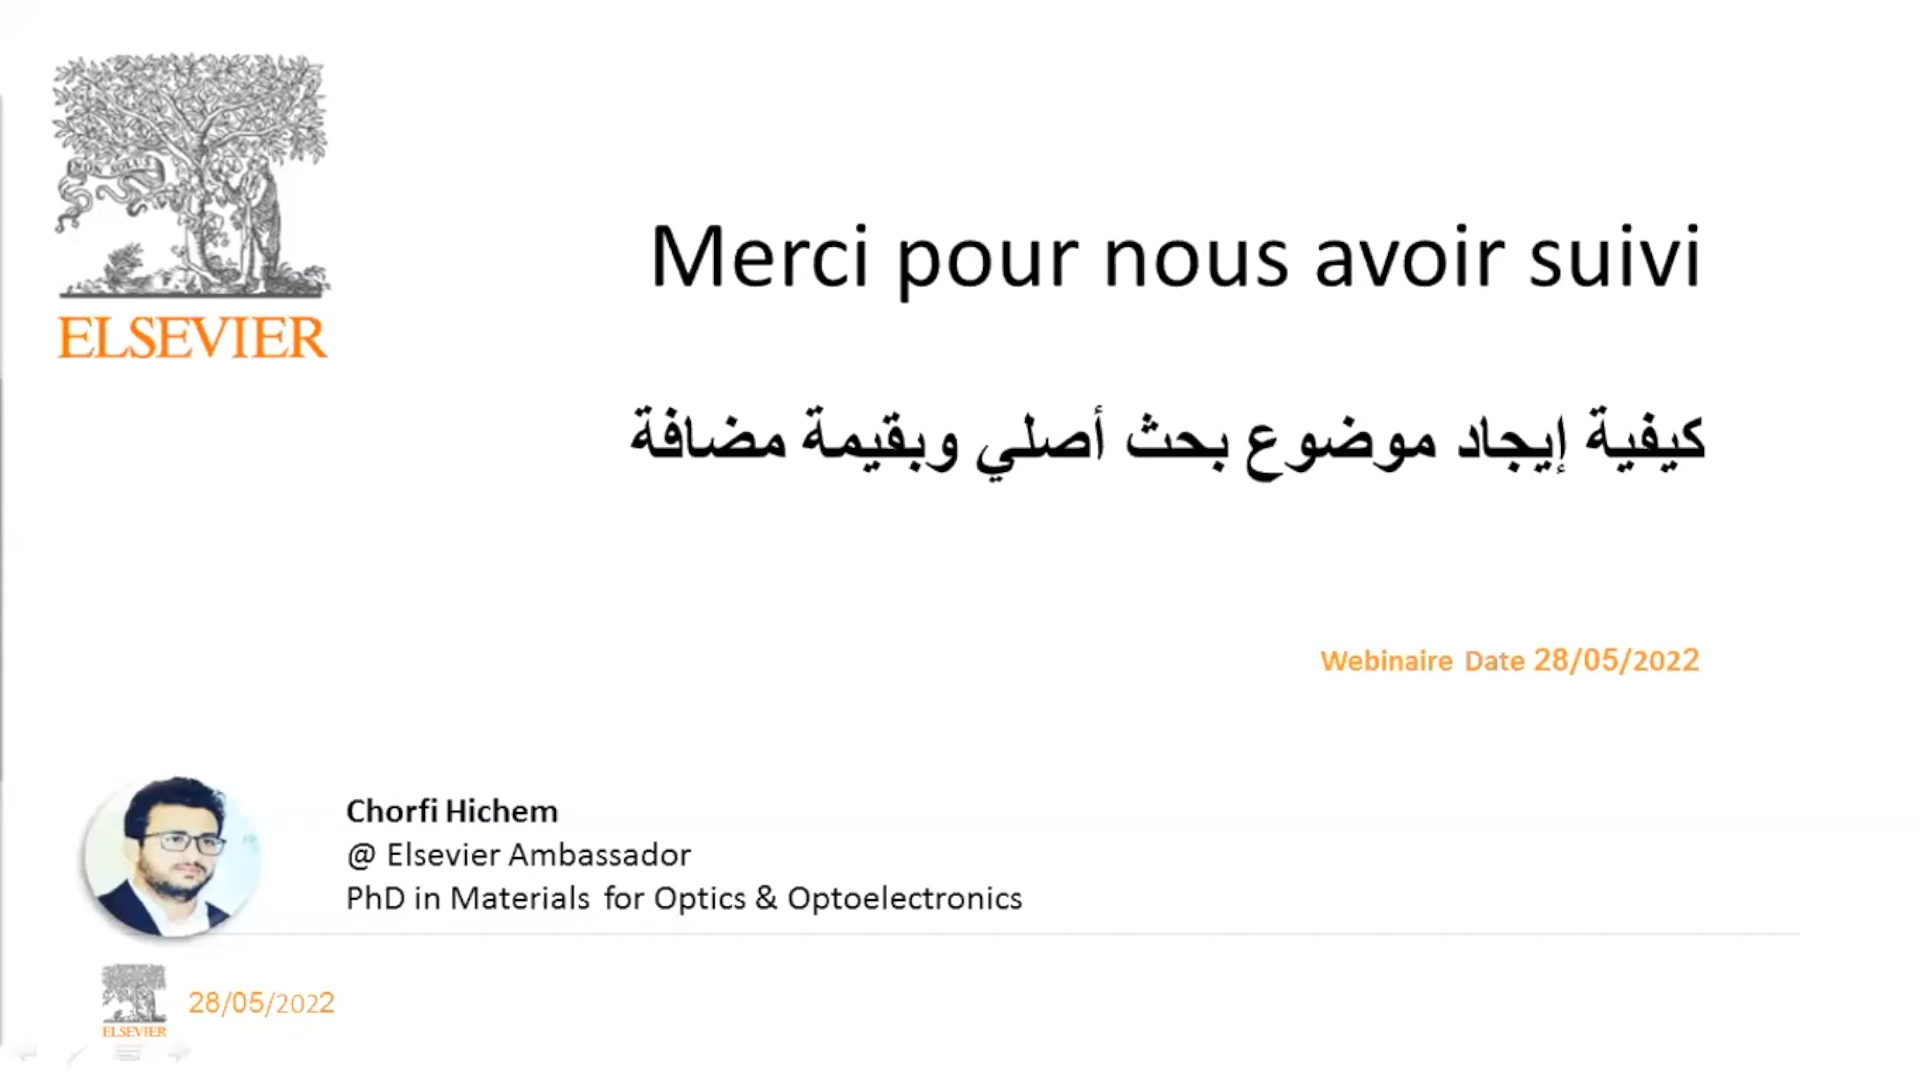 ELSEVIER
Merci pour nous avoir suivi
كيفية إيجاد موضوع بحث أصلي وبقيمة مضافة
Webinaire Date 28/05/2022
Chorfi Hichem
@ Elsevier Ambassador
PhD in Materials for Optics & Optoelectronics
ELSEVIER
28/05/2022